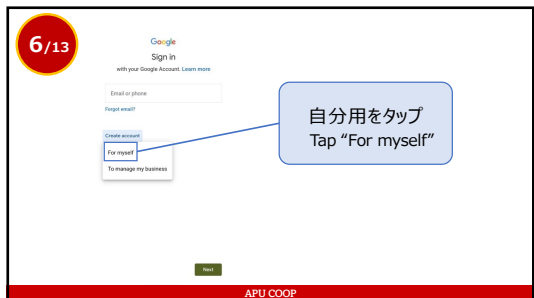 6/13
Google
Sign in
with your Google Account. Learn more
Email or phone
Forgot email?
Create account
For myself
To manage my business
自分用をタップ
Tap “For myself”
Next
APU COOP